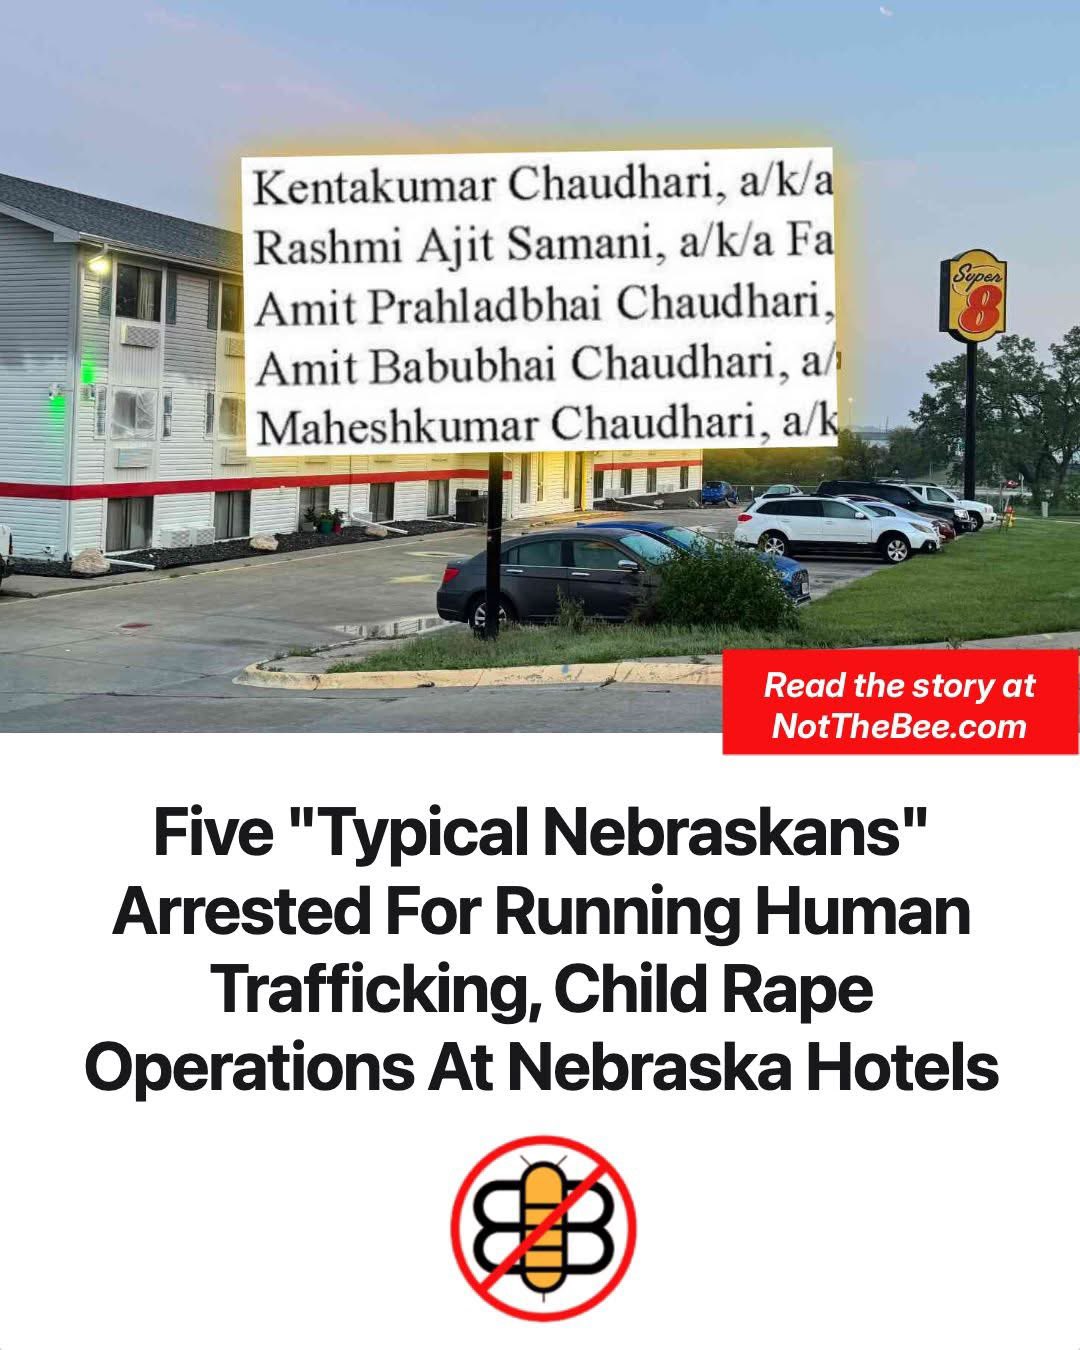 Kentakumar Chaudhari, a/k/a
Rashmi Ajit Samani, a/k/a Fa
Amit Prahladbhai Chaudhari,
Amit Babubhai Chaudhari, a/
Maheshkumar Chaudhari, a/k
Super
8
Read the story at
NotTheBee.com
Five "Typical Nebraskans"
Arrested For Running Human
Trafficking, Child Rape
Operations At Nebraska Hotels